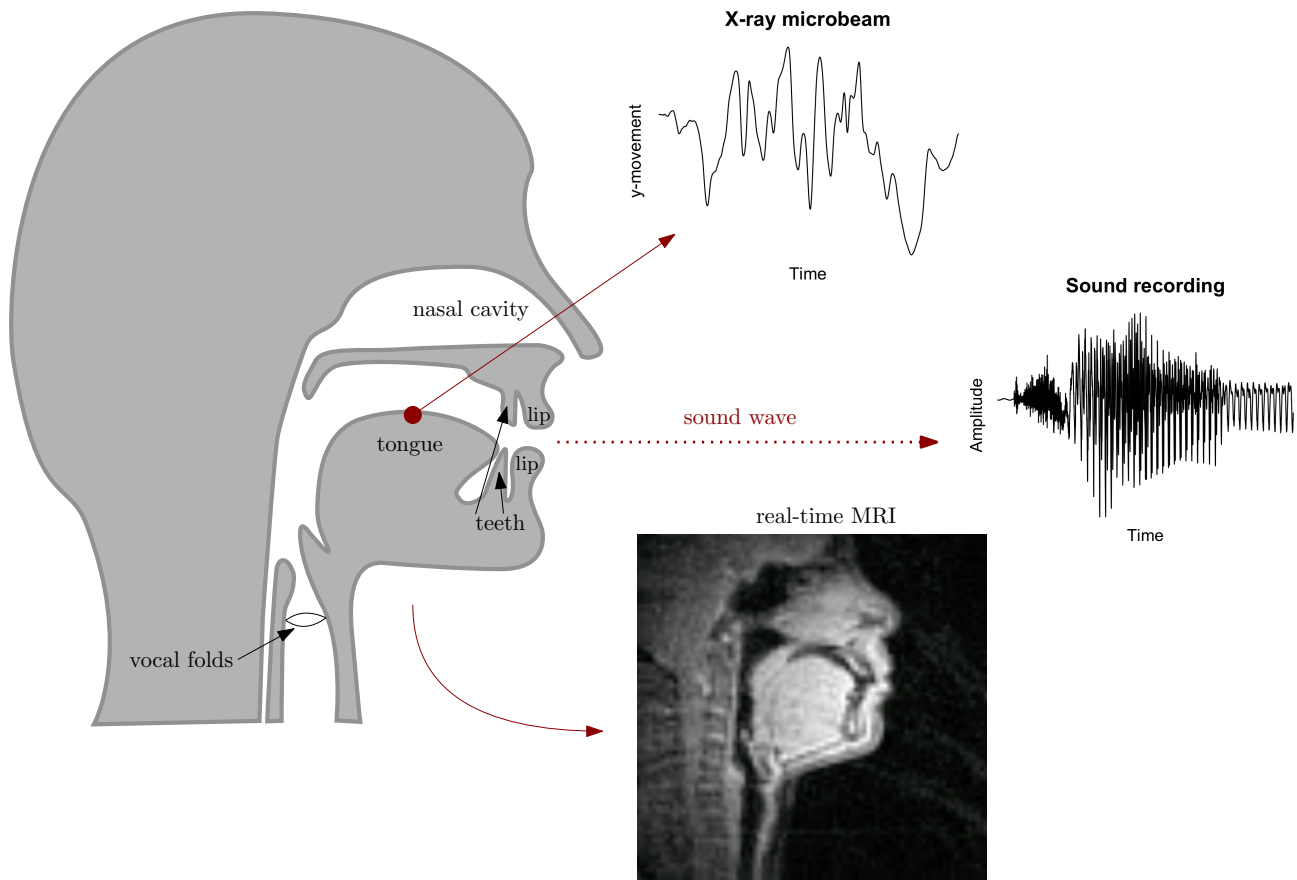 X-ray microbeam
y-movement
Time
Sound recording
nasal cavity
Amplitude
lip
sound wave
tongue
lip
teeth
real-time MRI
Time
vocal folds